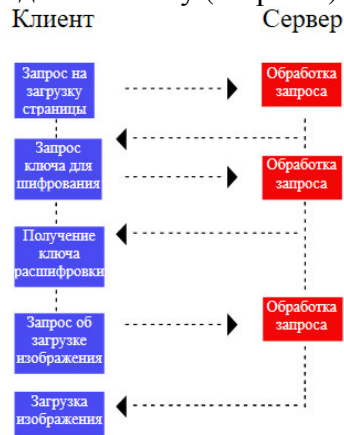 Клиент Сервер
Запрос на
загрузку
страницы
Обработка
запроса
Запрос
ключа для
шифрования
Обработка
запроса
Получение
ключа
расшифровки
Запрос об
загрузке
изображения
Обработка
запроса
Загрузка
изображения